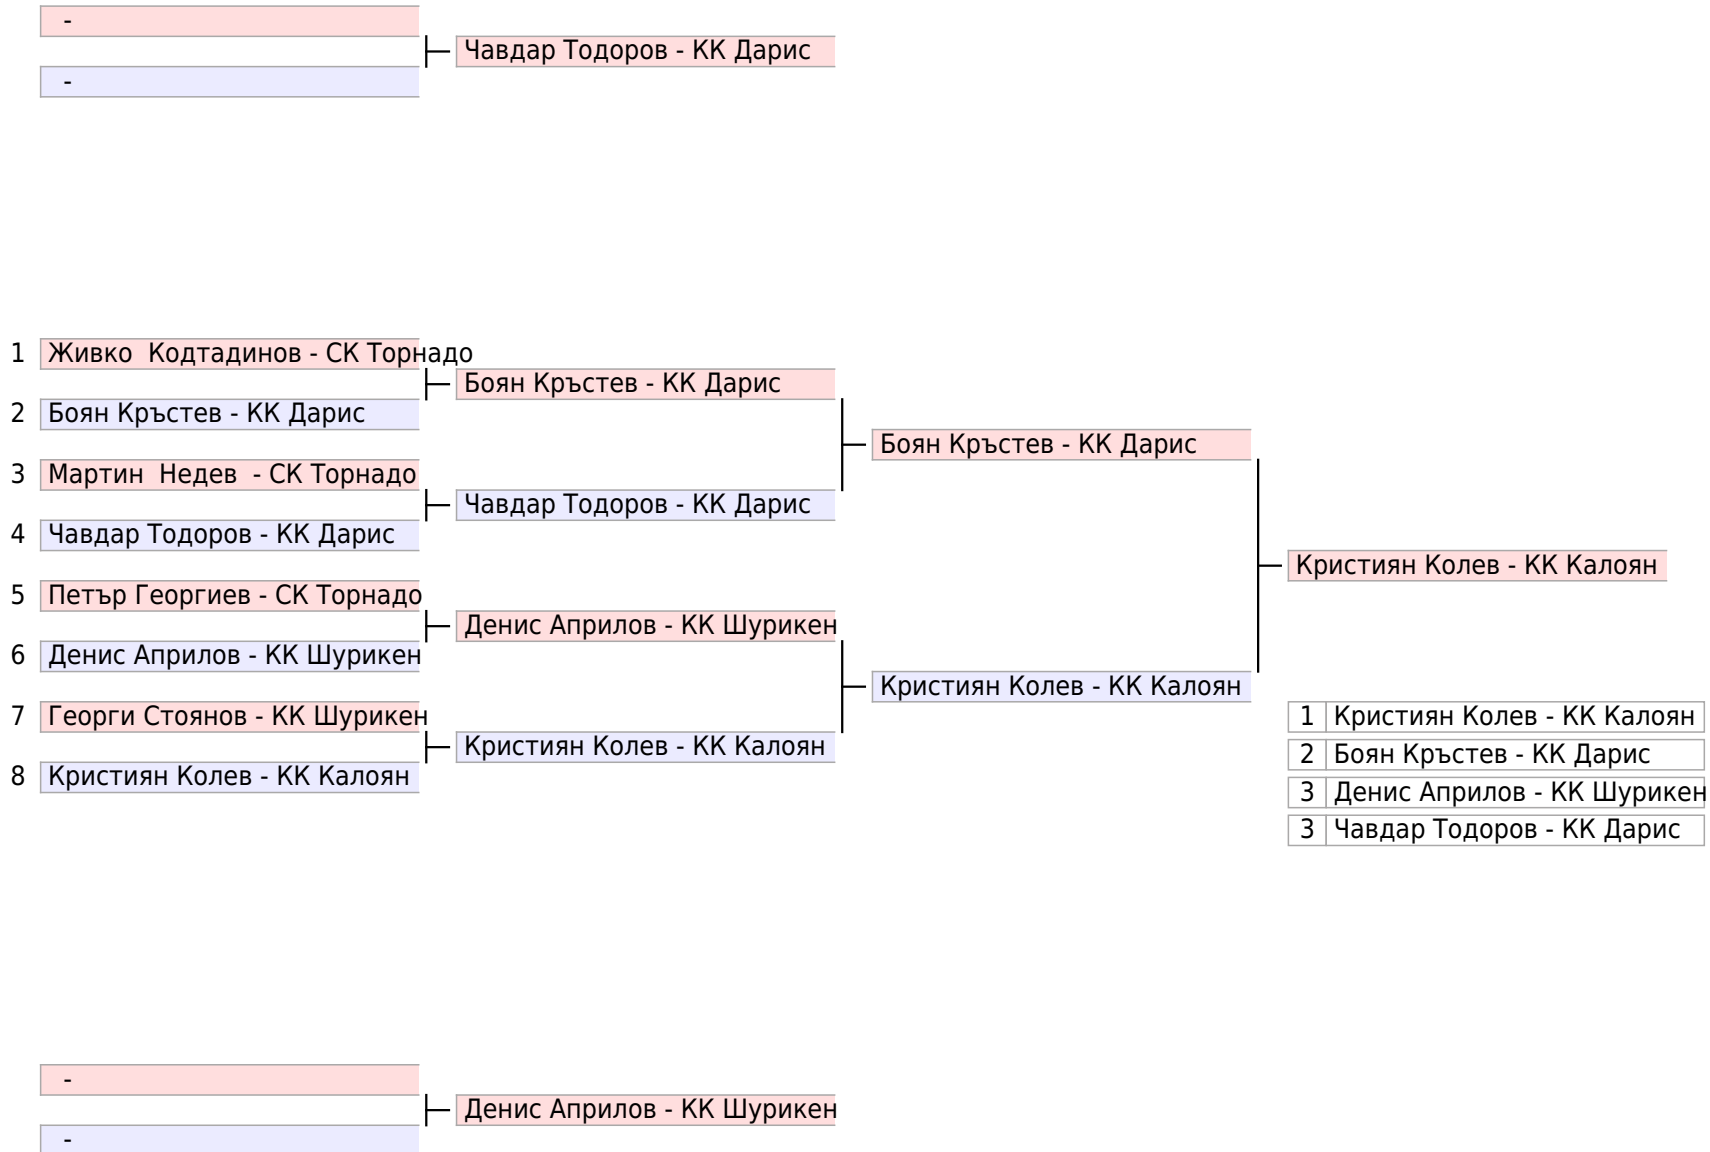 -
Чавдар Тодоров - КК Дарис
-
1 Живко  Кодтадинов - СК Торнадо
Боян Кръстев - КК Дарис
2 Боян Кръстев - КК Дарис
Боян Кръстев - КК Дарис
3 Мартин  Недев  - СК Торнадо
Чавдар Тодоров - КК Дарис
4 Чавдар Тодоров - КК Дарис
Кристиян Колев - КК Калоян
5 Петър Георгиев - СК Торнадо
Денис Априлов - КК Шурикен
6 Денис Априлов - КК Шурикен
Кристиян Колев - КК Калоян
7 Георги Стоянов - КК Шурикен
1 Кристиян Колев - КК Калоян
Кристиян Колев - КК Калоян
2 Боян Кръстев - КК Дарис
8 Кристиян Колев - КК Калоян
3 Денис Априлов - КК Шурикен
3 Чавдар Тодоров - КК Дарис
-
Денис Априлов - КК Шурикен
-